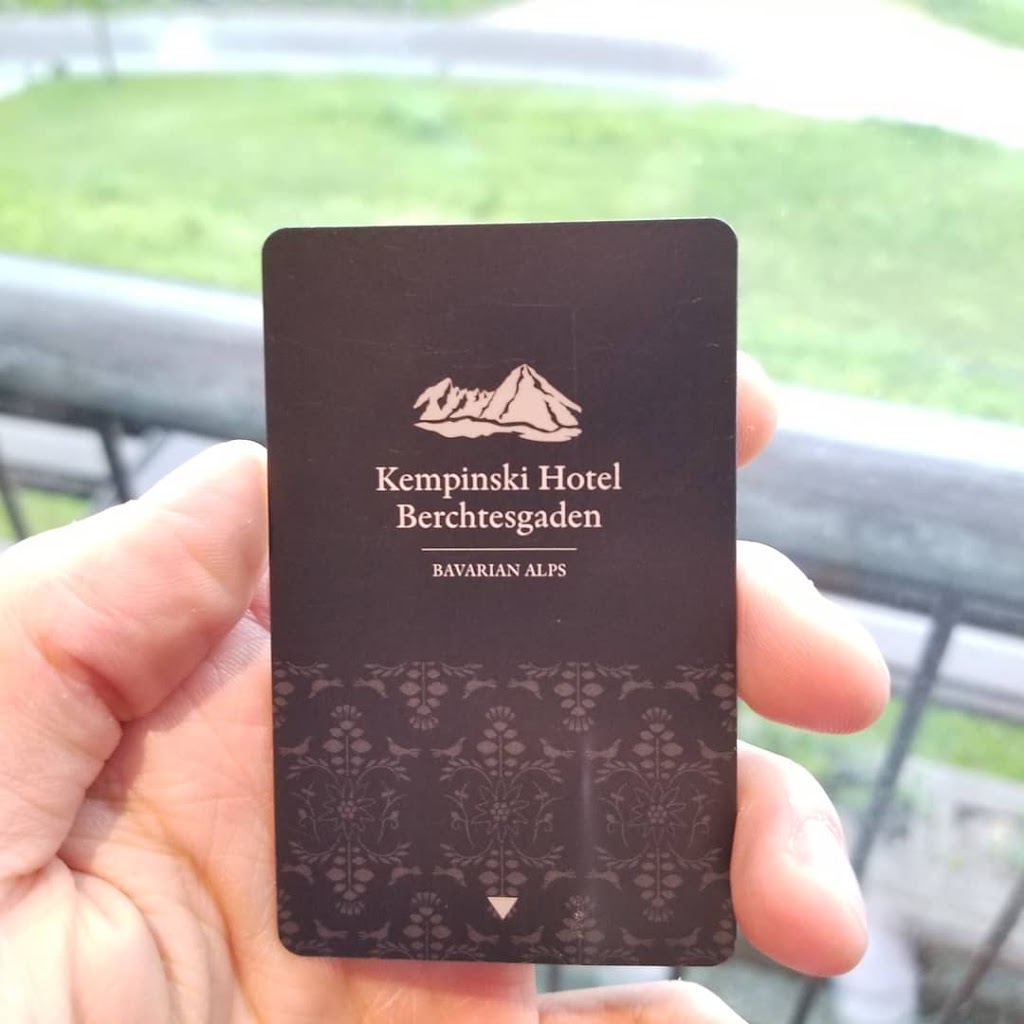 Kempinski Hotel
Berchtesgaden
BAVARIAN ALPS